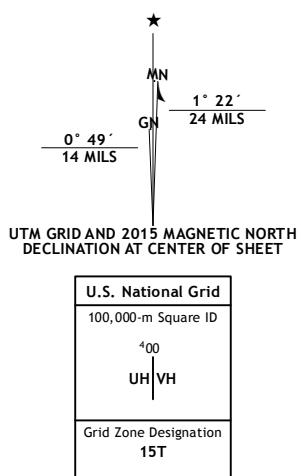 ★
MN
1° 22´
24 MILS
GN
0° 49´
14 MILS
UTM GRID AND 2015 MAGNETIC NORTH
DECLINATION AT CENTER OF SHEET
U.S. National Grid
100,000-m Square ID
⁴00
UH VH
Grid Zone Designation
15T